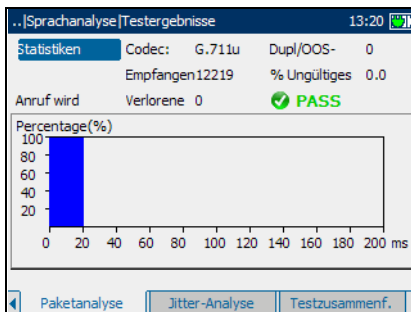 ..|Sprachanalyse|Testergebnisse 13:20
Statistiken Codec: G.711u Dupl/OOS- 0
Empfangen 12219 % Ungültiges 0.0
Anruf wird Verlorene 0 PASS
Percentage(%)
100
80
60
40
20
0 20 40 60 80 100 120 140 160 180 200 ms
Paketanalyse Jitter-Analyse Testzusammenf.